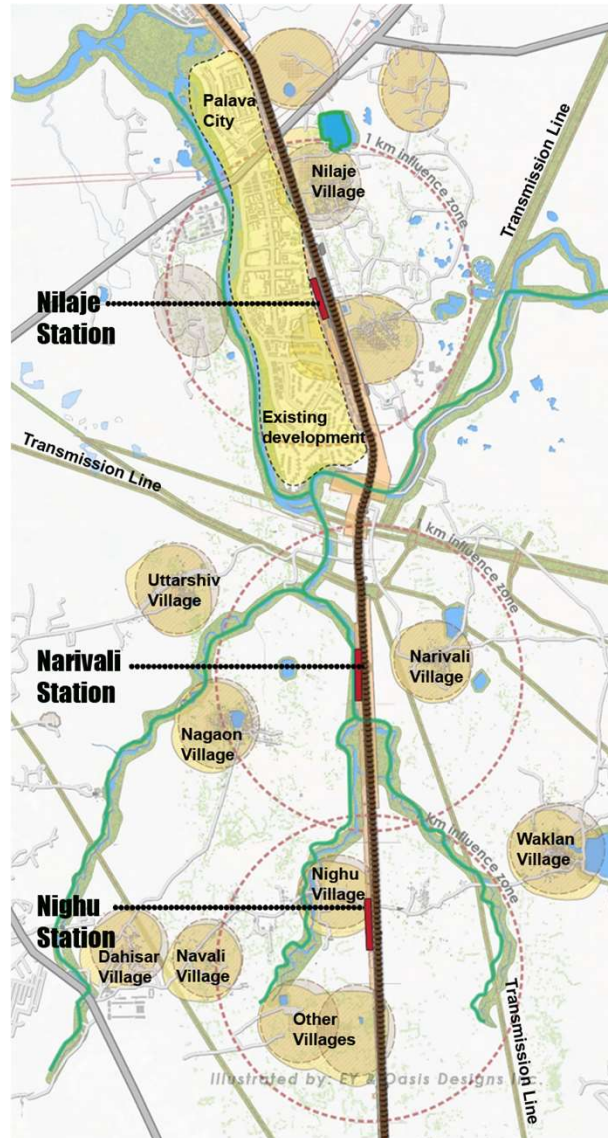 Palava
City
1 km influence zone
Nilaje
Village
Transmission Line
Nilaje
Station
Existing
development
Transmission Line
km influence zone
Uttarshiv
Village
Narivali
Station
Narivali
Village
Nagaon
Village
km influence zone
Waklan
Village
Nighu
Village
Nighu
Station
Dahisar
Village
Navali
Village
Other
Villages
Transmission Line
Illustrated by: EY & Oasis Designs Inc.